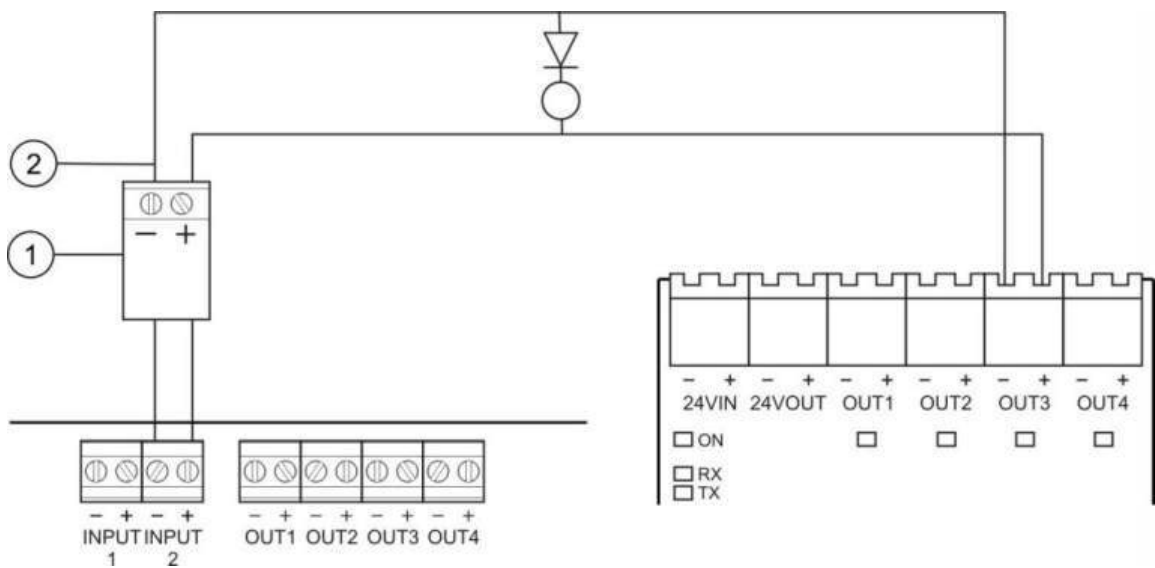 2
1
− +
− + − + − + − + − + − +
24VIN 24VOUT OUT1 OUT2 OUT3 OUT4
ON
RX
TX
− + − + − + − + − + − +
INPUT INPUT OUT1 OUT2 OUT3 OUT4
1 2